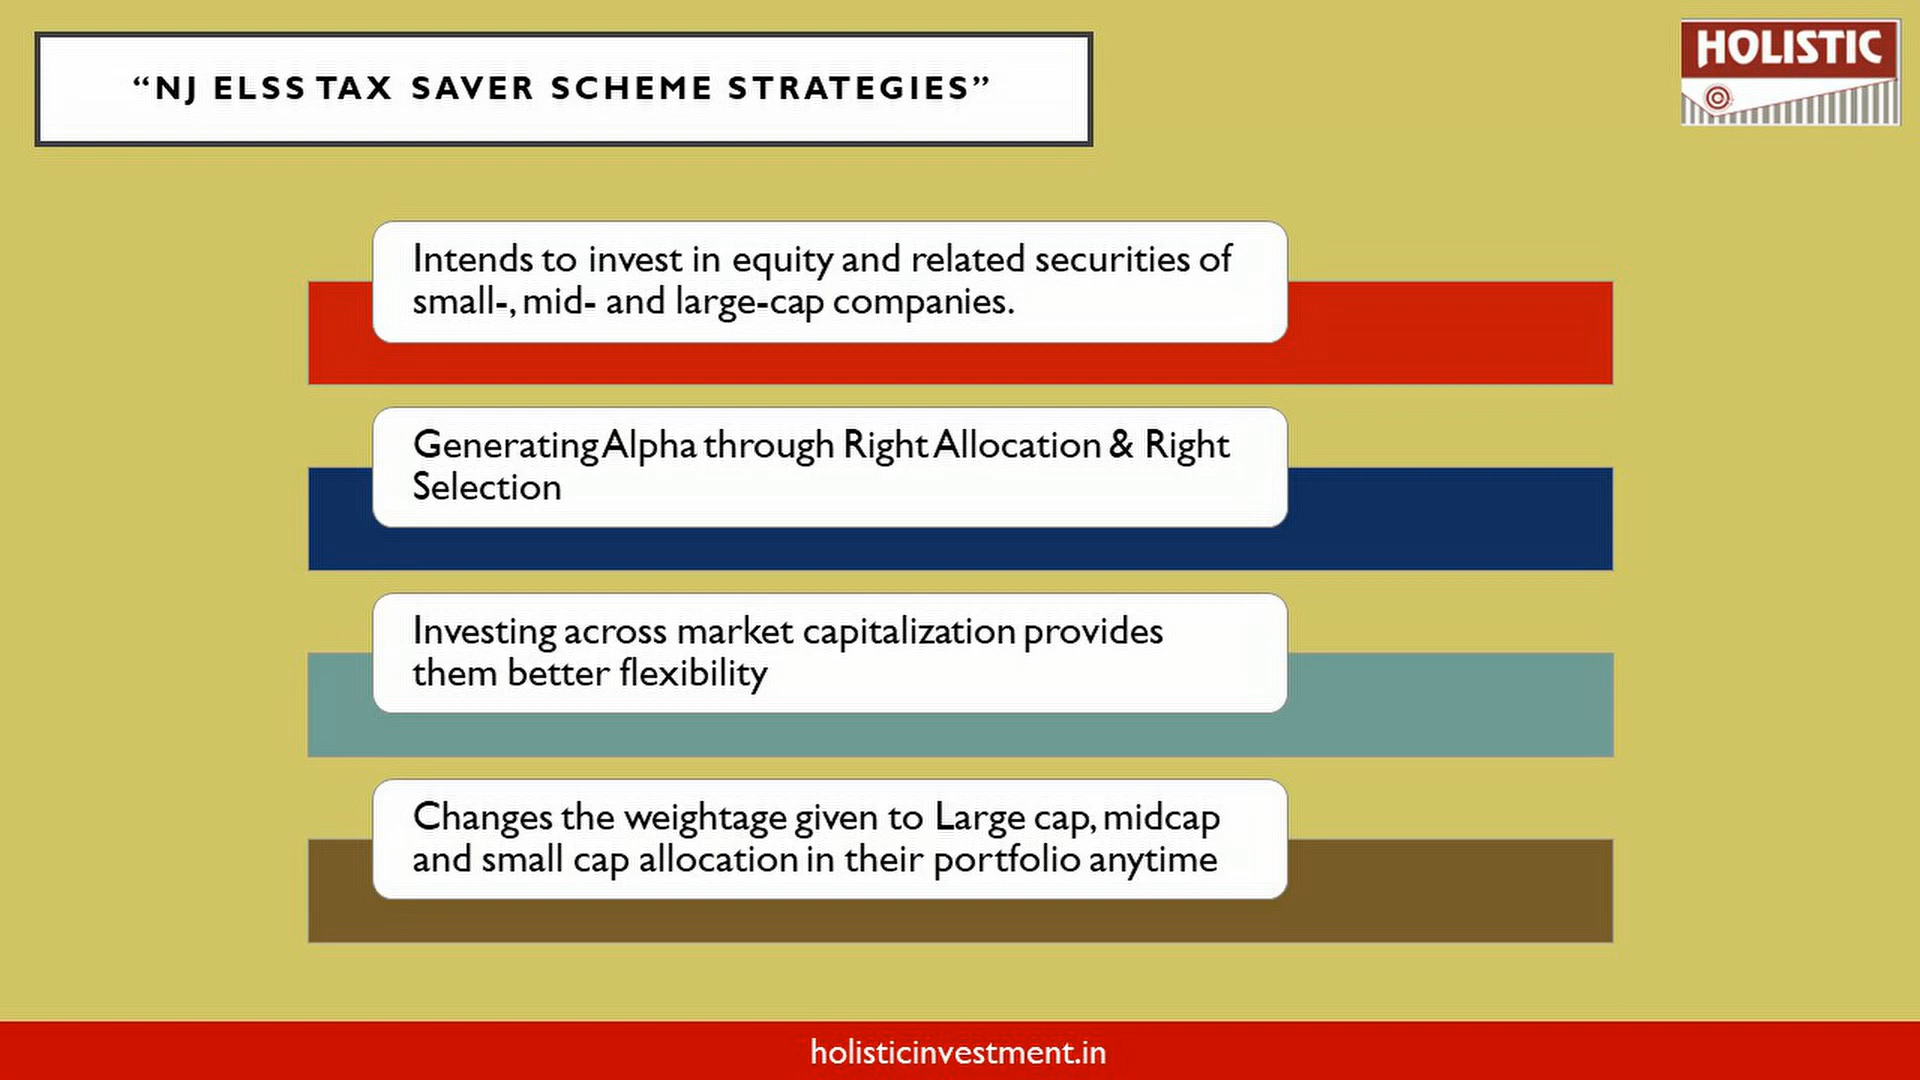 “NJ ELSS TAX SAVER SCHEME STRATEGIES”
HOLISTIC
Intends to invest in equity and related securities of
small-, mid- and large-cap companies.
Generating Alpha through Right Allocation & Right
Selection
Investing across market capitalization provides
them better flexibility
Changes the weightage given to Large cap, midcap
and small cap allocation in their portfolio anytime
holisticinvestment.in